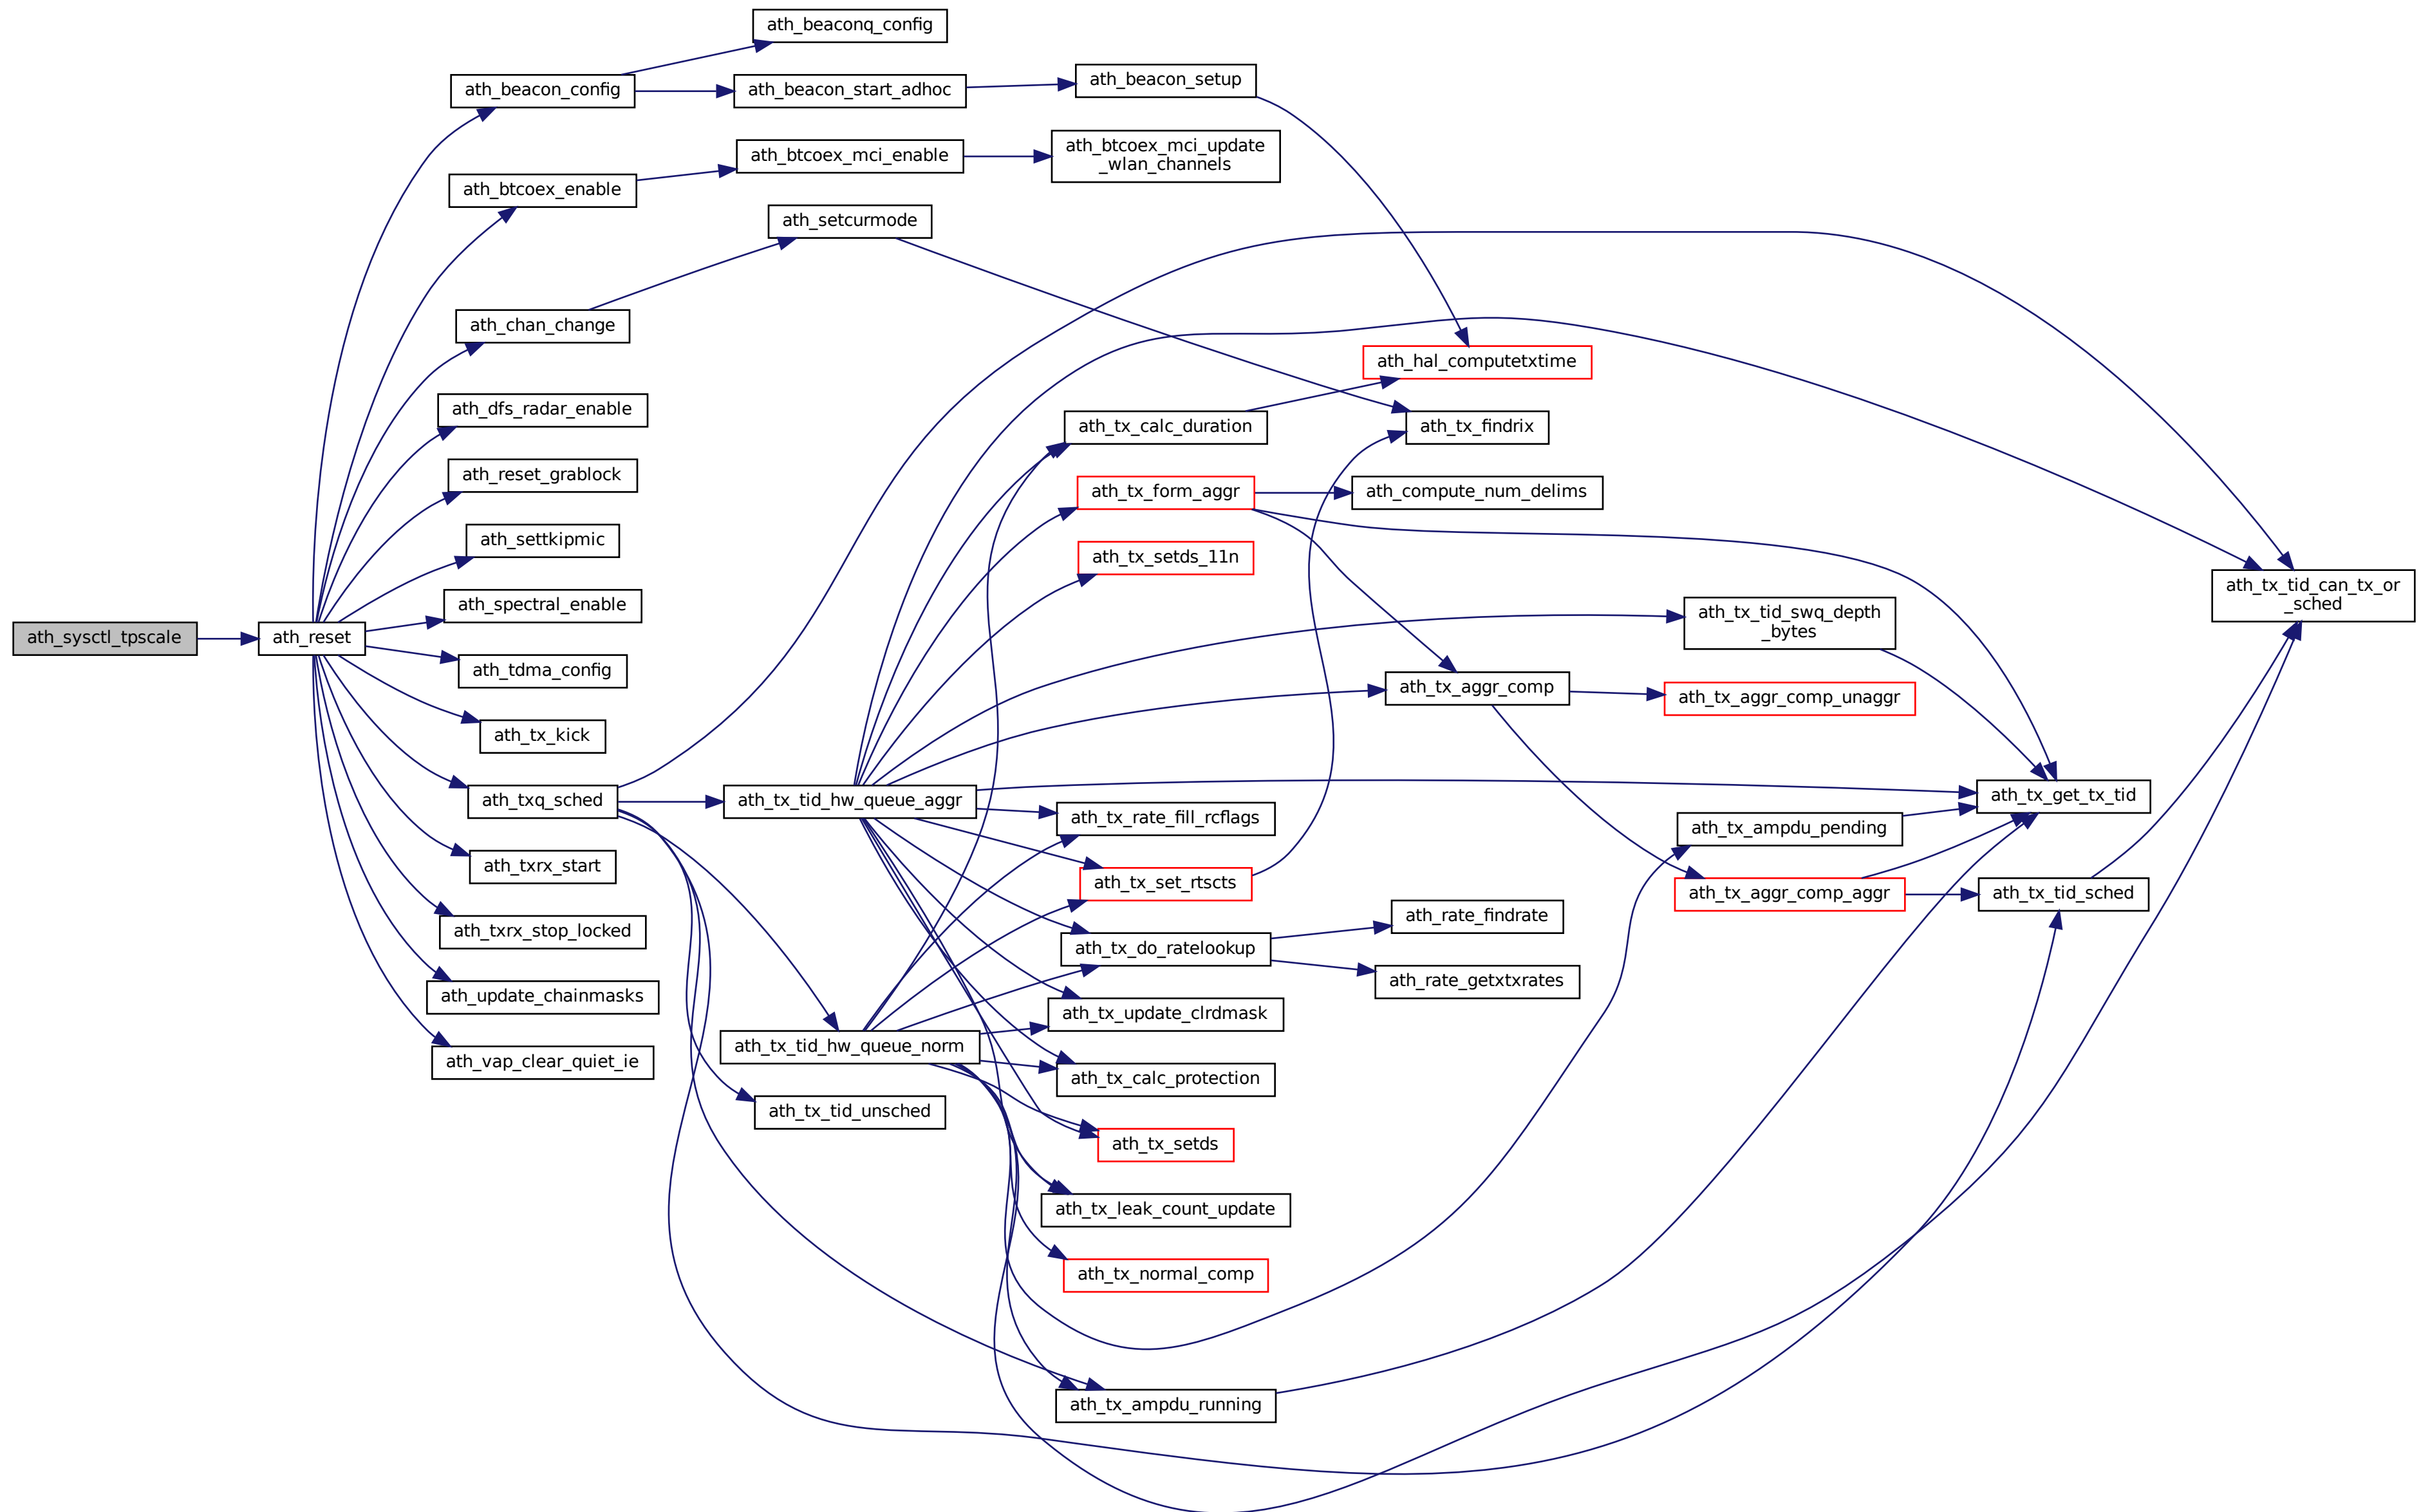 ath_beaconq_config
ath_beacon_config
ath_beacon_start_adhoc
ath_beacon_setup
ath_btcoex_mci_enable
ath_btcoex_mci_update
_wlan_channels
ath_btcoex_enable
ath_setcurmode
ath_chan_change
ath_hal_computetxtime
ath_dfs_radar_enable
ath_tx_calc_duration
ath_tx_findrix
ath_reset_grablock
ath_tx_form_aggr
ath_compute_num_delims
ath_settkipmic
ath_tx_setds_11n
ath_tx_tid_can_tx_or
_sched
ath_spectral_enable
ath_tx_tid_swq_depth
_bytes
ath_sysctl_tpscale
ath_reset
ath_tdma_config
ath_tx_aggr_comp
ath_tx_aggr_comp_unaggr
ath_tx_kick
ath_txq_sched
ath_tx_tid_hw_queue_aggr
ath_tx_get_tx_tid
ath_tx_rate_fill_rcflags
ath_tx_ampdu_pending
ath_txrx_start
ath_tx_set_rtscts
ath_tx_aggr_comp_aggr
ath_tx_tid_sched
ath_txrx_stop_locked
ath_tx_do_ratelookup
ath_rate_findrate
ath_rate_getxtxrates
ath_update_chainmasks
ath_tx_update_clrdmask
ath_vap_clear_quiet_ie
ath_tx_tid_hw_queue_norm
ath_tx_calc_protection
ath_tx_tid_unsched
ath_tx_setds
ath_tx_leak_count_update
ath_tx_normal_comp
ath_tx_ampdu_running